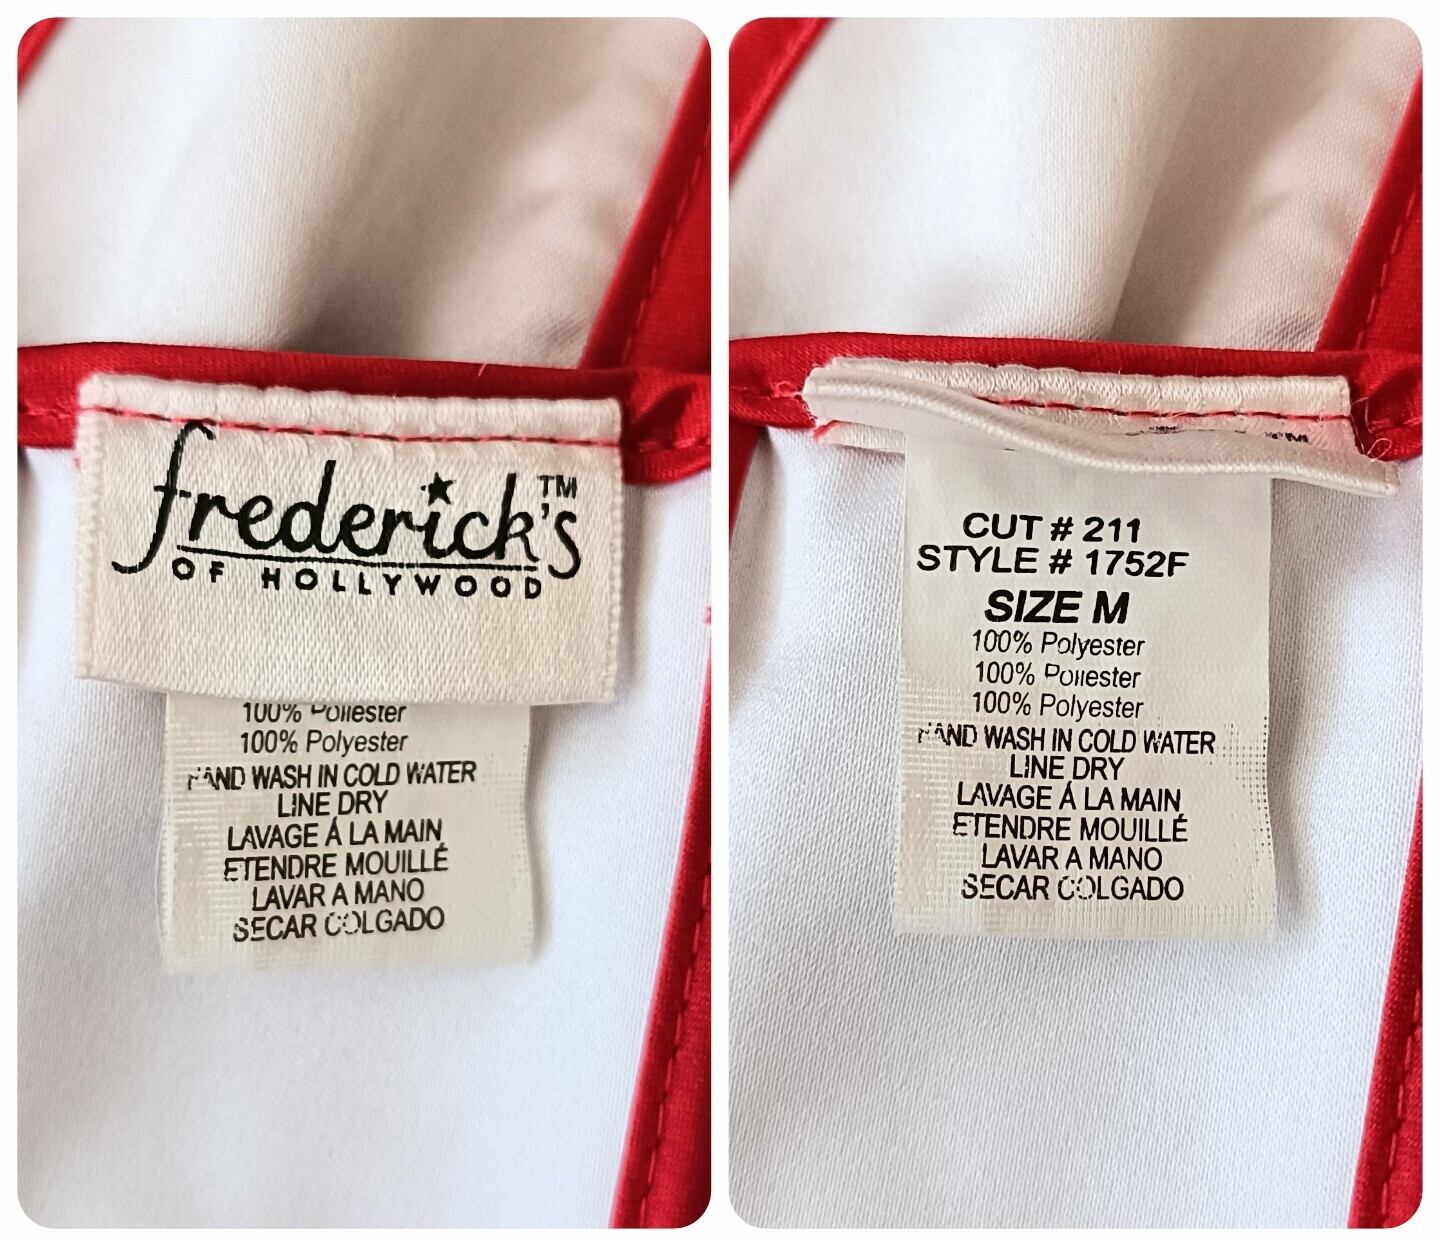 frederick's™
OF HOLLYWOOD
100% Poliester
100% Polyester
HAND WASH IN COLD WATER
LINE DRY
LAVAGE Á LA MAIN
ETENDRE MOUILLÉ
LAVAR A MANO
SECAR COLGADO
TM
CUT # 211
STYLE # 1752F
SIZE M
100% Polyester
100% Poliester
100% Polyester
HAND WASH IN COLD WATER
LINE DRY
LAVAGE Á LA MAIN
ETENDRE MOUILLÉ
LAVAR A MANO
SECAR COLGADO